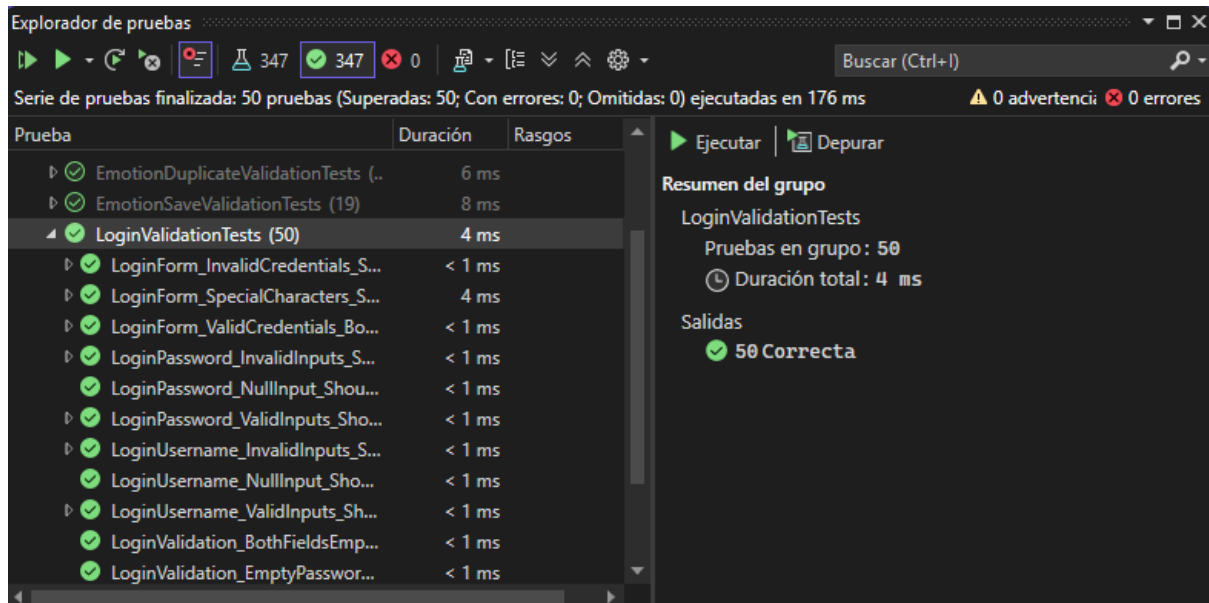 Explorador de pruebas
347 347 0 Buscar (Ctrl+I)
Serie de pruebas finalizada: 50 pruebas (Superadas: 50; Con errores: 0; Omitidas: 0) ejecutadas en 176 ms 0 advertencia 0 errores
Prueba Duración Rasgos
EmotionDuplicateValidationTests (.. 6 ms
EmotionSaveValidationTests (19) 8 ms
LoginValidationTests (50) 4 ms
LoginForm_InvalidCredentials_S... < 1 ms
LoginForm_SpecialCharacters_S... 4 ms
LoginForm_ValidCredentials_Bo... < 1 ms
LoginPassword_InvalidInputs_S... < 1 ms
LoginPassword_NullInput_Shou... < 1 ms
LoginPassword_ValidInputs_Sho... < 1 ms
LoginUsername_InvalidInputs_S... < 1 ms
LoginUsername_NullInput_Sho... < 1 ms
LoginUsername_ValidInputs_Sh... < 1 ms
LoginValidation_BothFieldsEmp... < 1 ms
LoginValidation_EmptyPasswor... < 1 ms
Ejecutar Depurar
Resumen del grupo
LoginValidationTests
Pruebas en grupo: 50
Duración total: 4 ms
Salidas
50 Correcta